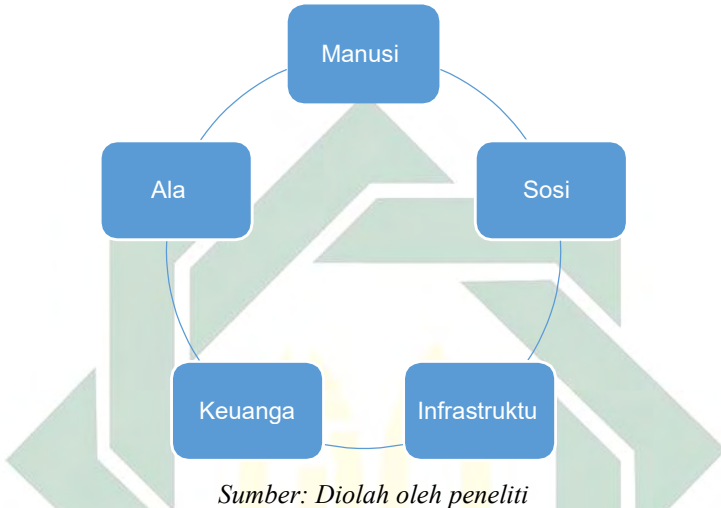 Manusi
Ala
Sosi
Keuanga
Infrastruktu
Sumber: Diolah oleh peneliti